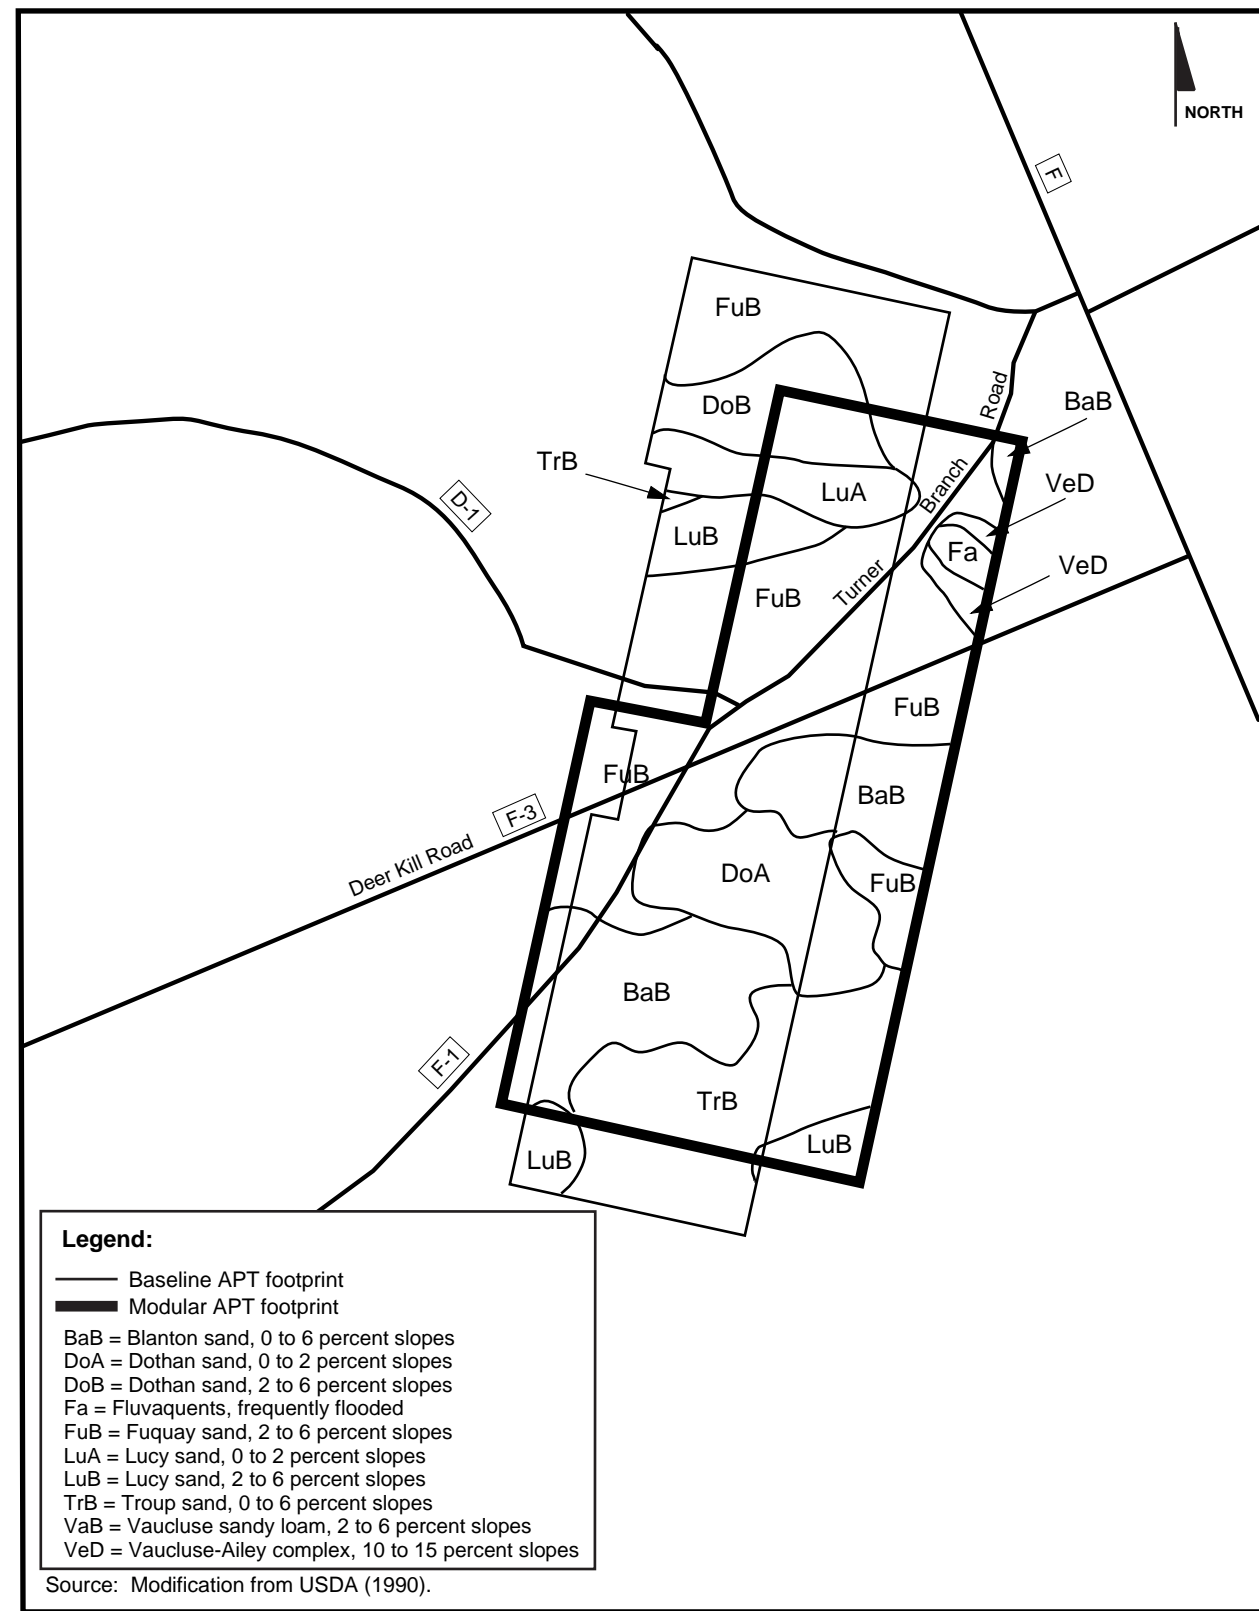 NORTH
F
FuB
Road
BaB
DoB
TrB
Branch
VeD
LuA
D-1
LuB
Fa
VeD
Turner
FuB
FuB
FuB
BaB
F-3
Deer Kill Road
DoA
FuB
BaB
F-1
TrB
LuB
LuB
Legend:
Baseline APT footprint
Modular APT footprint
BaB = Blanton sand, 0 to 6 percent slopes
DoA = Dothan sand, 0 to 2 percent slopes
DoB = Dothan sand, 2 to 6 percent slopes
Fa = Fluvaquents, frequently flooded
FuB = Fuquay sand, 2 to 6 percent slopes
LuA = Lucy sand, 0 to 2 percent slopes
LuB = Lucy sand, 2 to 6 percent slopes
TrB = Troup sand, 0 to 6 percent slopes
VaB = Vaucluse sandy loam, 2 to 6 percent slopes
VeD = Vaucluse-Ailey complex, 10 to 15 percent slopes
Source: Modification from USDA (1990).